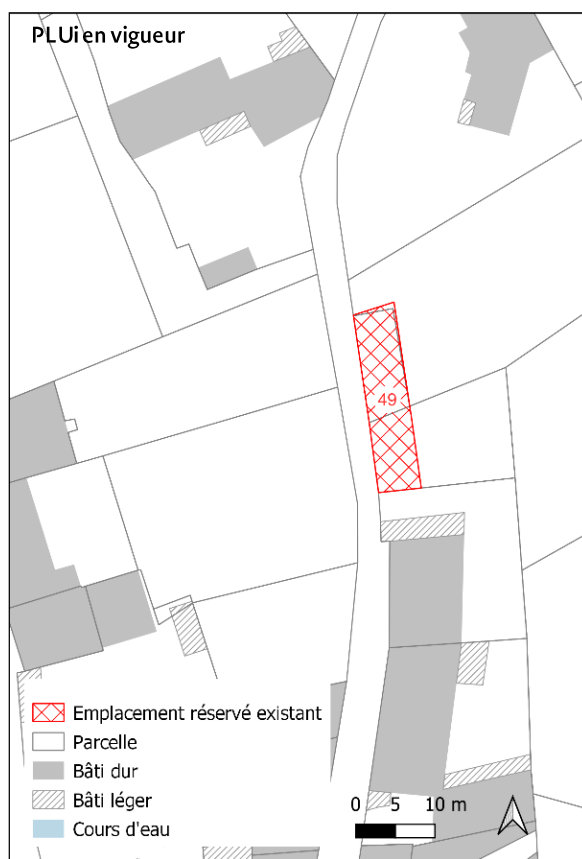 PLUi en vigueur
49
Emplacement réservé existant
Parcelle
Bâti dur
Bâti léger
Cours d'eau
0 5 10 m